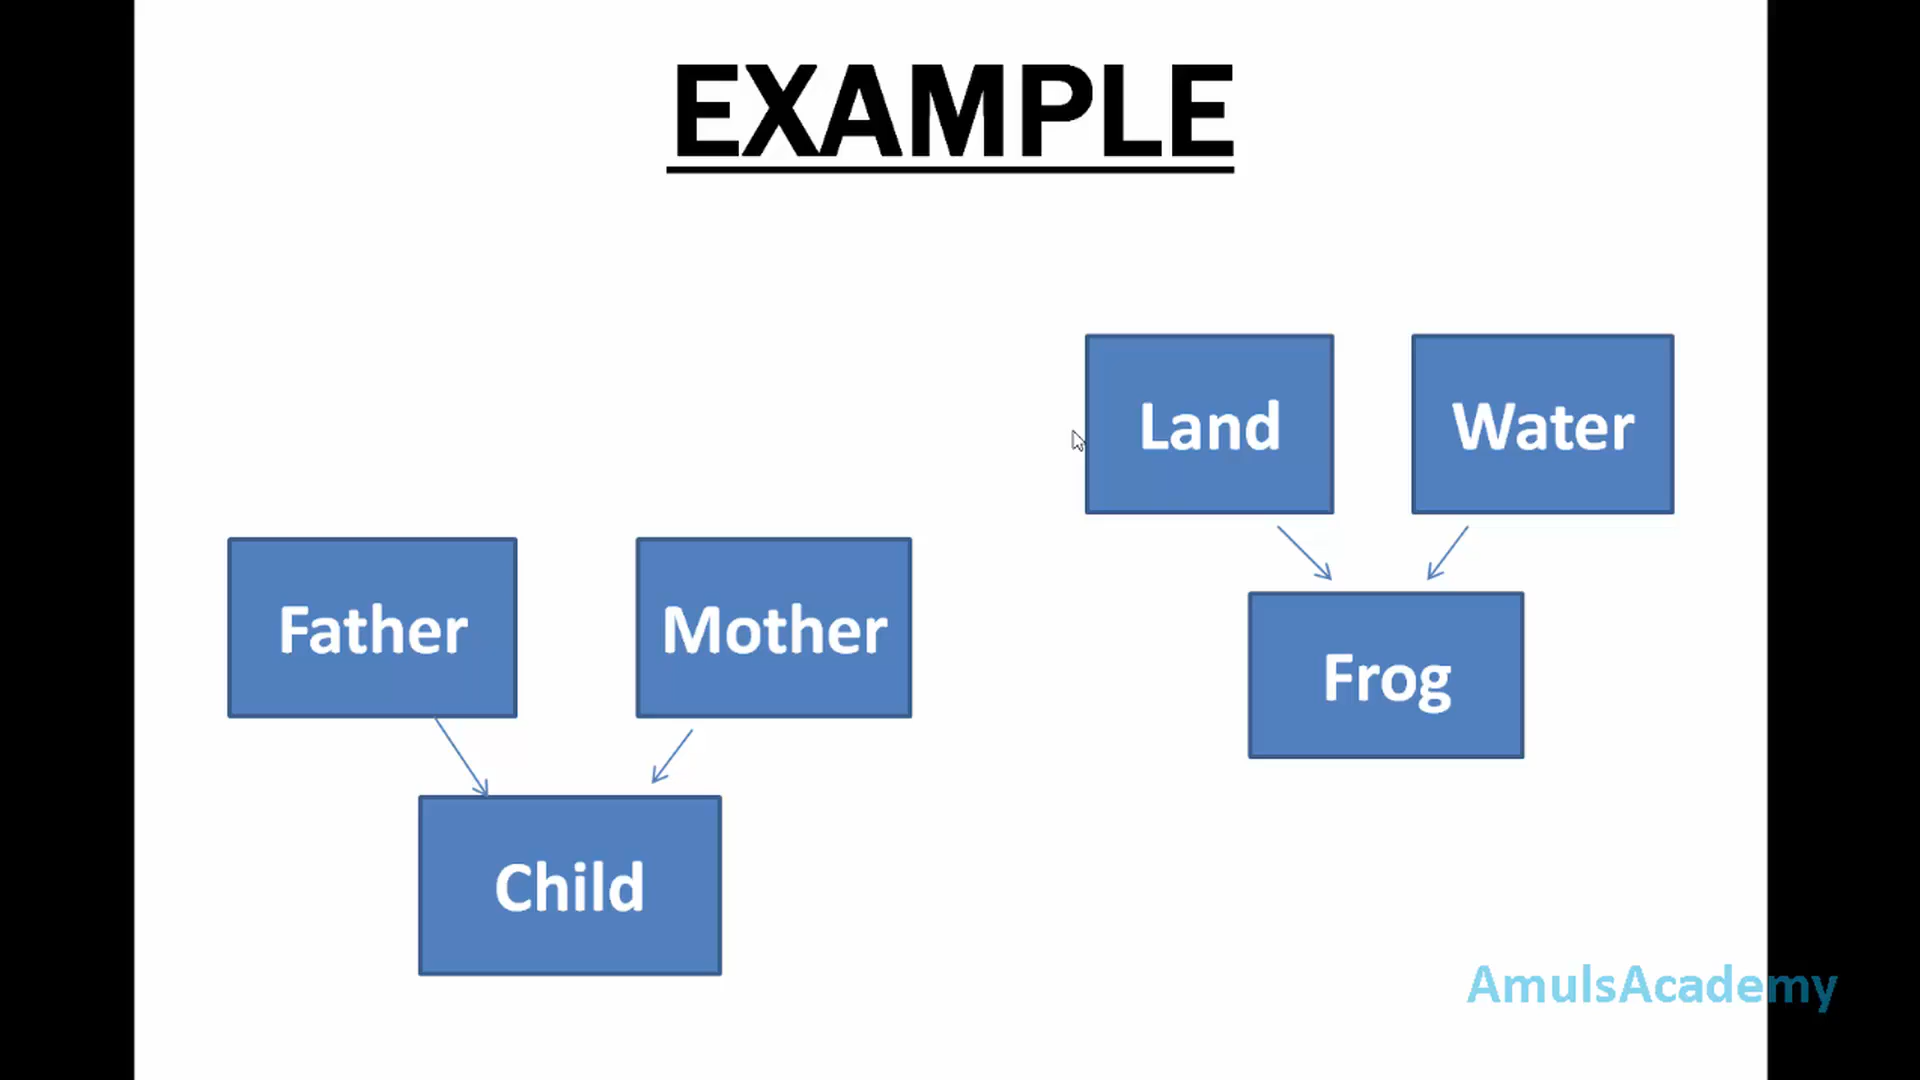 EXAMPLE
Land
Water
Father
Mother
Frog
Child
AmulsAcademy